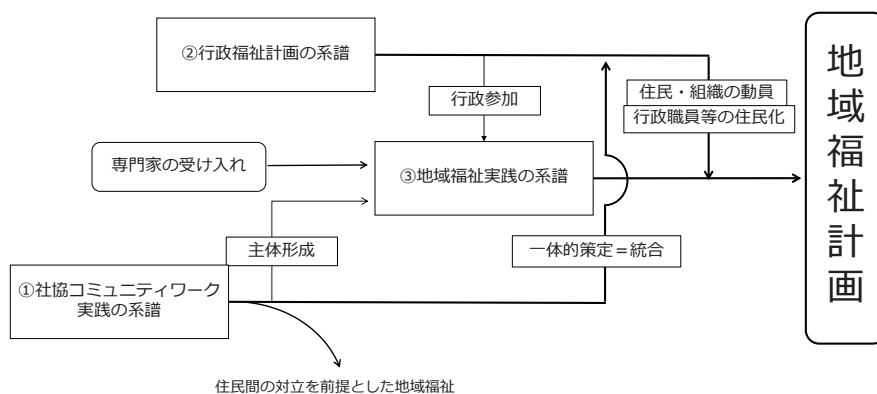 ②行政福祉計画の系譜
行政参加
住民・組織の動員
行政職員等の住民化
専門家の受け入れ
③地域福祉実践の系譜
主体形成
一体的策定＝統合
①社協コミュニティワーク
実践の系譜
住民間の対立を前提とした地域福祉
地域福祉計画